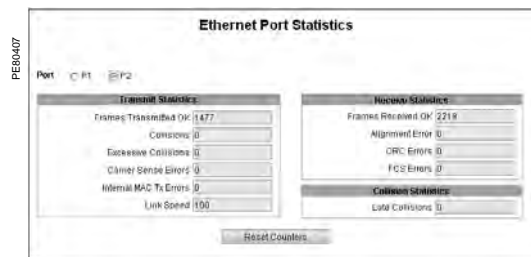 Ethernet Port Statistics
PE80407
Port P1 P2
Transmit Statistics
Frames Transmitted OK 1477
Collisions 0
Excessive Collisions 0
Carrier Sense Errors 0
Internal MAC Tx Errors 0
Link Speed 100
Receive Statistics
Frames Received OK 2219
Alignment Error 0
CRC Errors 0
FCS Errors 0
Collision Statistics
Late Collisions 0
Reset Counters